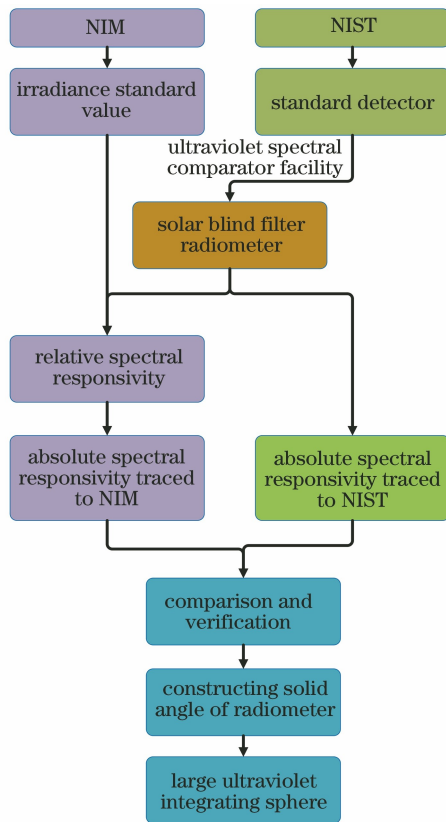 NIM
NIST
irradiance standard
value
standard detector
ultraviolet spectral
comparator facility
solar blind filter
radiometer
relative spectral
responsivity
absolute spectral
responsivity traced
to NIM
absolute spectral
responsivity traced
to NIST
comparison and
verification
constructing solid
angle of radiometer
large ultraviolet
integrating sphere